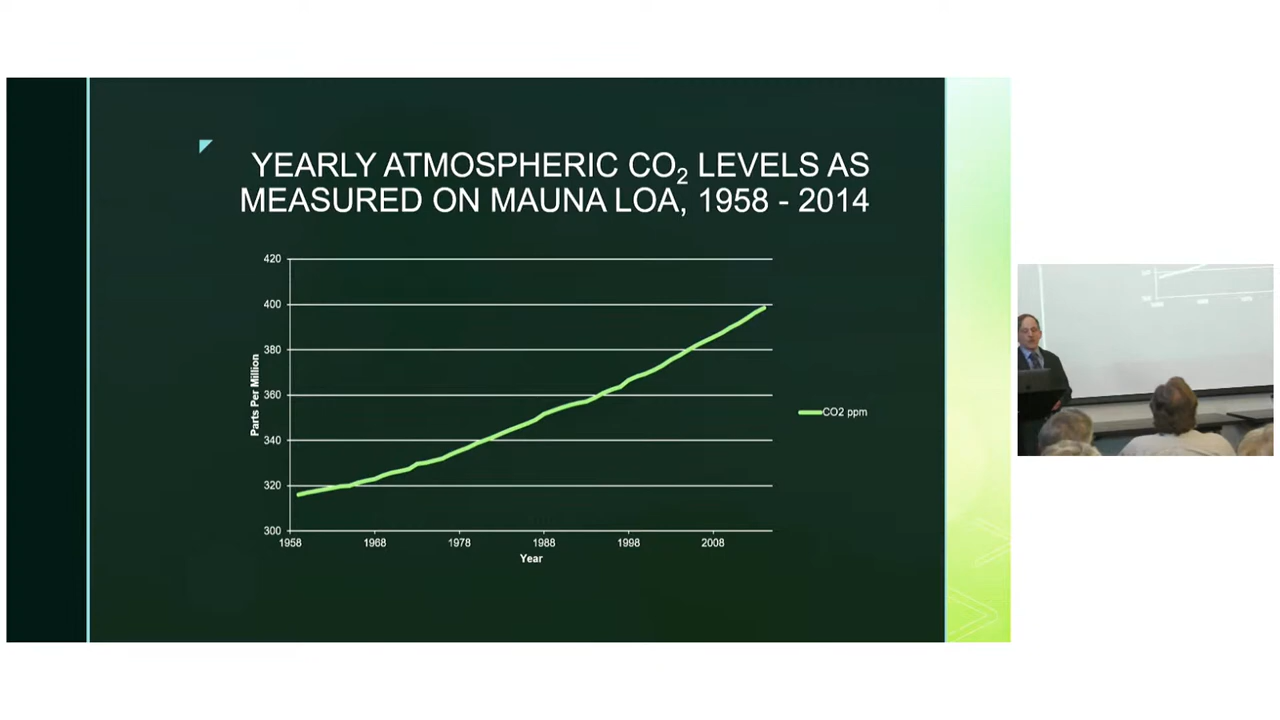 YEARLY ATMOSPHERIC CO₂ LEVELS AS
MEASURED ON MAUNA LOA, 1958 - 2014
420
400
380
360
340
320
300
Parts Per Million
1958 1968 1978 1988 1998 2008
Year
CO2 ppm